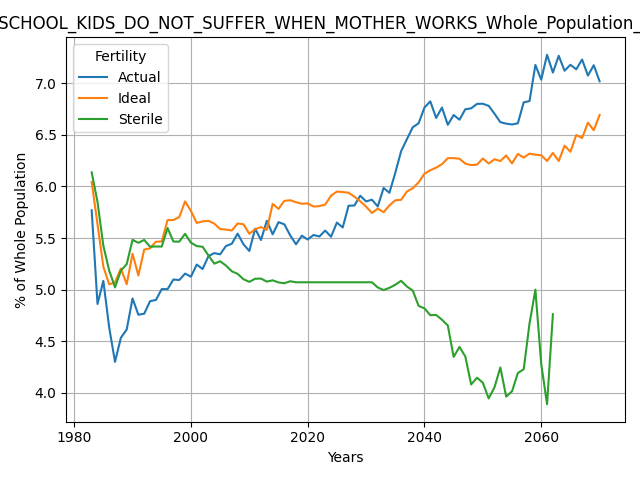 SCHOOL_KIDS_DO_NOT_SUFFER_WHEN_MOTHER_WORKS_Whole_Population_
Fertility
Actual
Ideal
Sterile
% of Whole Population
7.0
6.5
6.0
5.5
5.0
4.5
4.0
1980
2000
2020
2040
2060
Years